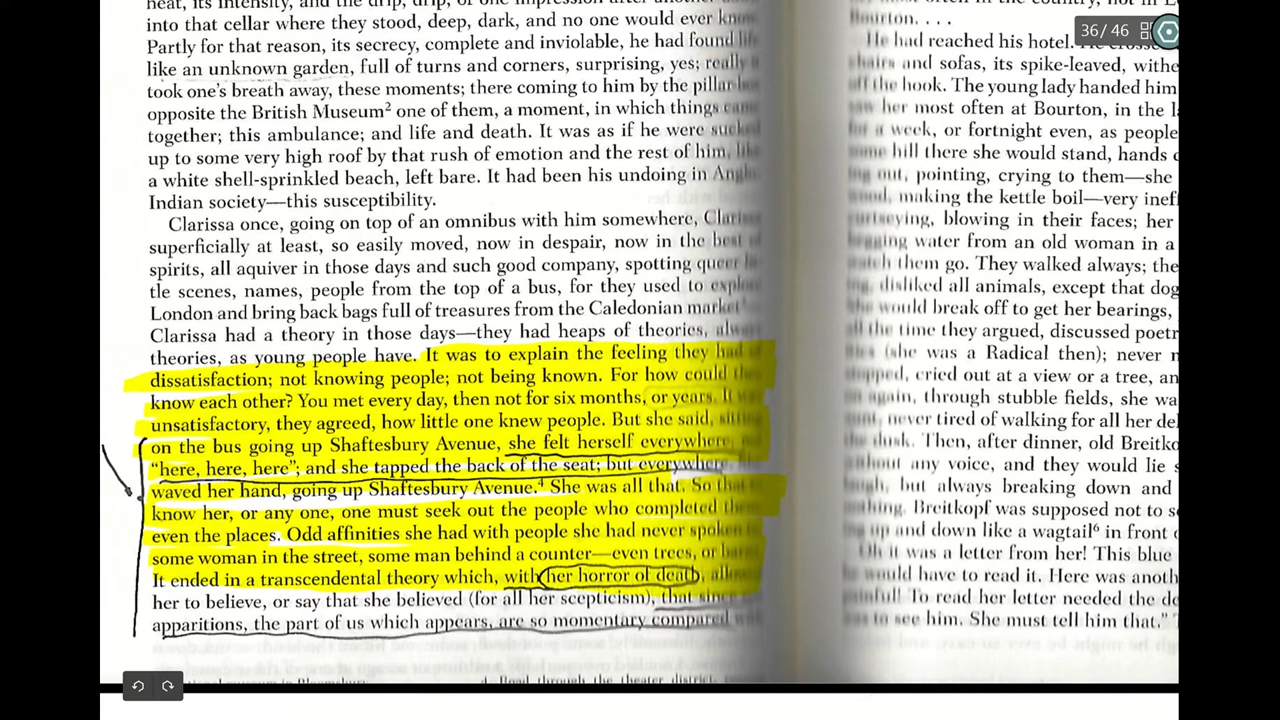 heat, its intensity, and the drip, drip, of one impression after another
into that cellar where they stood, deep, dark, and no one would ever know
Partly for that reason, its secrecy, complete and inviolable, he had found life
like an unknown garden, full of turns and corners, surprising, yes; really it
took one's breath away, these moments; there coming to him by the pillar-box
opposite the British Museum² one of them, a moment, in which things came
together; this ambulance; and life and death. It was as if he were sucked
up to some very high roof by that rush of emotion and the rest of him, like
a white shell-sprinkled beach, left bare. It had been his undoing in Anglo-
Indian society—this susceptibility.
Clarissa once, going on top of an omnibus with him somewhere, Clarissa
superficially at least, so easily moved, now in despair, now in the best of
spirits, all aquiver in those days and such good company, spotting queer
tle scenes, names, people from the top of a bus, for they used to explore
London and bring back bags full of treasures from the Caledonian market
Clarissa had a theory in those days—they had heaps of theories, always
theories, as young people have. It was to explain the feeling they had of
dissatisfaction; not knowing people; not being known. For how could they
know each other? You met every day; then not for six months, or years. It was
unsatisfactory, they agreed, how little one knew people. But she said, sitting
on the bus going up Shaftesbury Avenue, she felt herself everywhere;
"here, here, here"; and she tapped the back of the seat; but everywhere.
waved her hand, going up Shaftesbury Avenue.⁴ She was all that. So that to
know her, or any one, one must seek out the people who completed them
even the places. Odd affinities she had with people she had never spoken
some woman in the street, some man behind a counter—even trees, or barns
It ended in a transcendental theory which, with her horror of death, allowed
her to believe, or say that she believed (for all her scepticism), that since
apparitions, the part of us which appears, are so momentary compared with
4. Road through the theater district.
Bourton. . . .
36 / 46
He had reached his hotel. He crossed
chairs and sofas, its spike-leaved, withe
off the hook. The young lady handed him
saw her most often at Bourton, in the l
for a week, or fortnight even, as people
some hill there she would stand, hands
ing out, pointing, crying to them—she
wood, making the kettle boil—very inef
curtseying, blowing in their faces; her
begging water from an old woman in a
watch them go. They walked always; the
ing, disliked all animals, except that dog
She would break off to get her bearings,
all the time they argued, discussed poetr
ities (she was a Radical then); never n
stopped, cried out at a view or a tree, an
on again, through stubble fields, she wa
aunt, never tired of walking for all her del
the dusk. Then, after dinner, old Breitko
without any voice, and they would lie s
laugh, but always breaking down and
nothing. Breitkopf was supposed not to s
ing up and down like a wagtail⁶ in front
Oh it was a letter from her! This blue
he would have to read it. Here was anoth
painful! To read her letter needed the de
was to see him. She must tell him that."